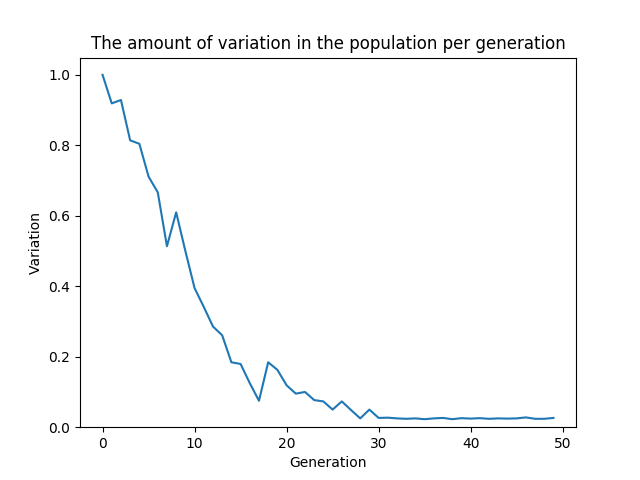 The amount of variation in the population per generation
1.0
0.8
0.6
0.4
0.2
0.0
Variation
0 10 20 30 40 50
Generation